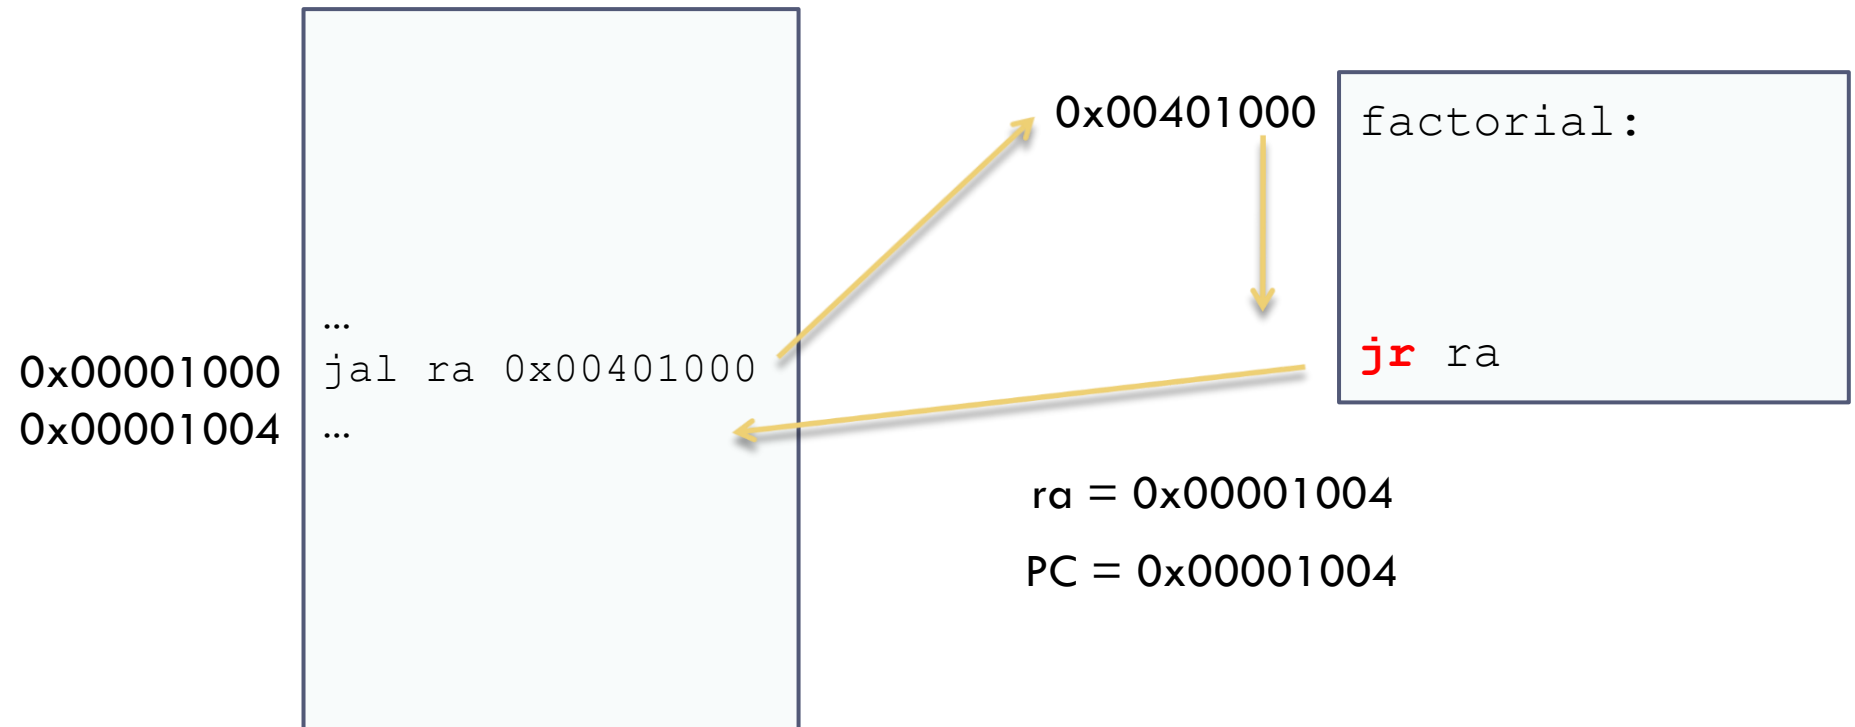 0x00401000
factorial:
…
0x00001000
jal ra 0x00401000
jr ra
0x00001004
…
ra = 0x00001004
PC = 0x00001004